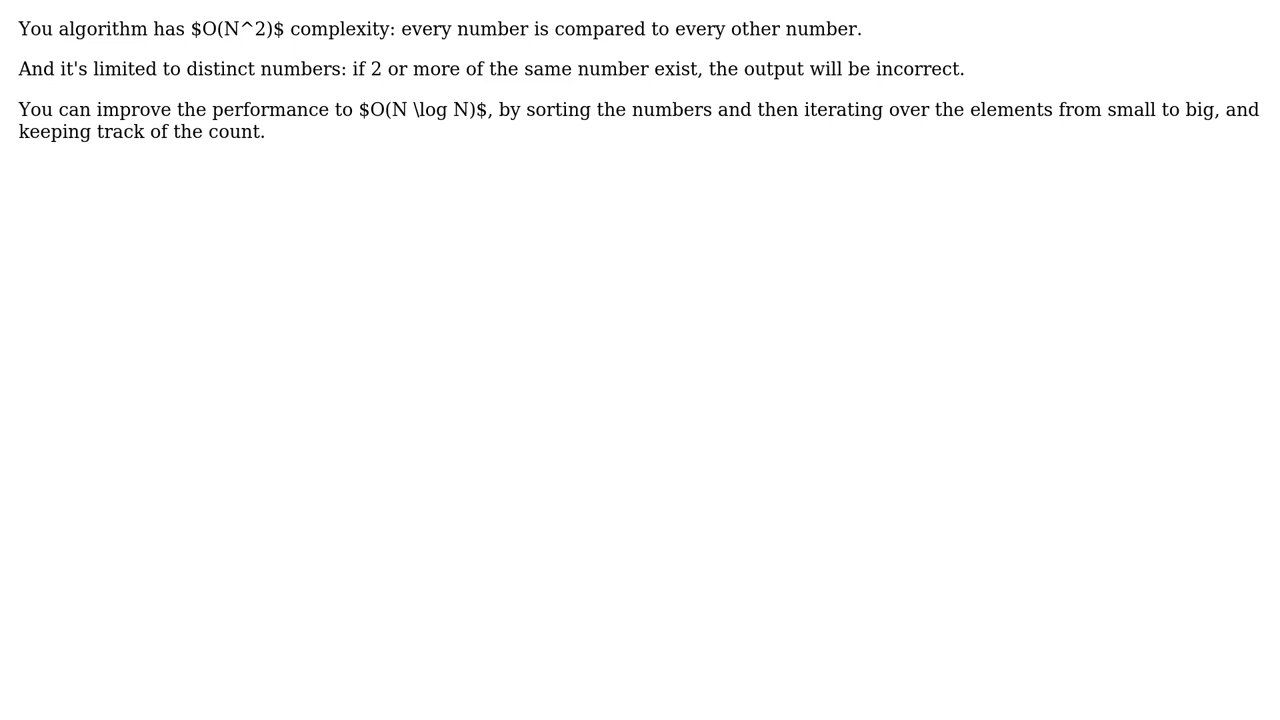 You algorithm has $O(N^2)$ complexity: every number is compared to every other number.
And it's limited to distinct numbers: if 2 or more of the same number exist, the output will be incorrect.
You can improve the performance to $O(N \log N)$, by sorting the numbers and then iterating over the elements from small to big, and
keeping track of the count.